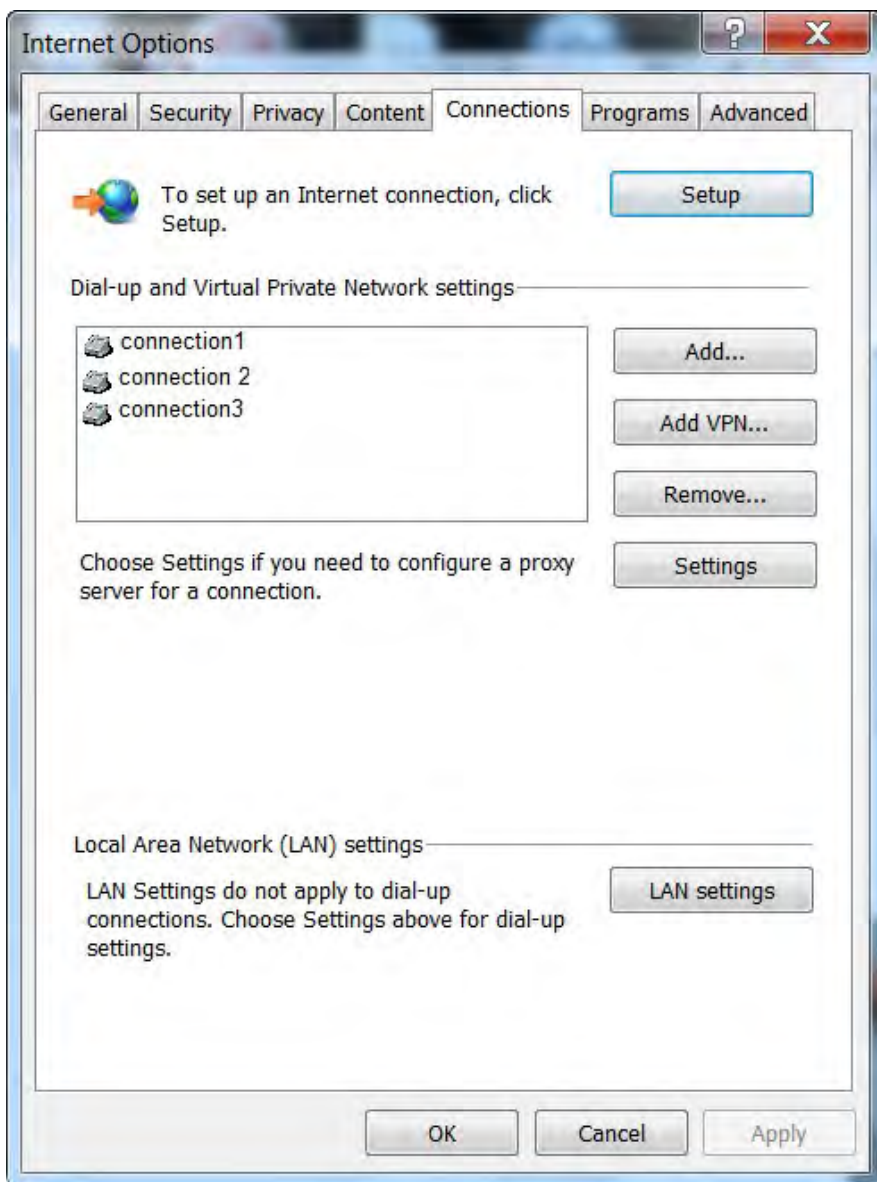 Internet Options
General Security Privacy Content Connections Programs Advanced
To set up an Internet connection, click
Setup.
Setup
Dial-up and Virtual Private Network settings
connection1
connection 2
connection3
Add...
Add VPN...
Remove...
Choose Settings if you need to configure a proxy
server for a connection.
Settings
Local Area Network (LAN) settings
LAN Settings do not apply to dial-up
connections. Choose Settings above for dial-up
settings.
LAN settings
OK Cancel Apply